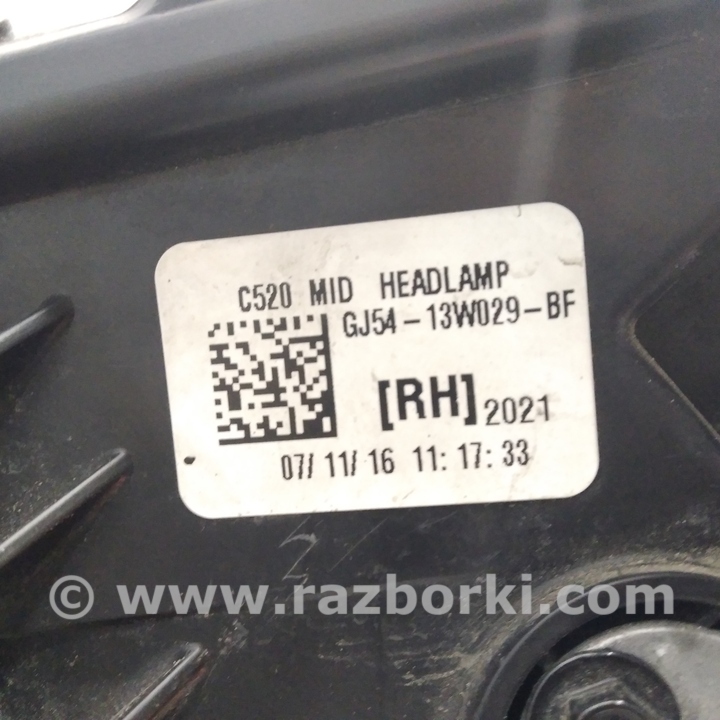 C520 MID HEADLAMP
GJ54-13W029-BF
[RH] 2021
07/11/16 11:17:33
© www.razborki.com